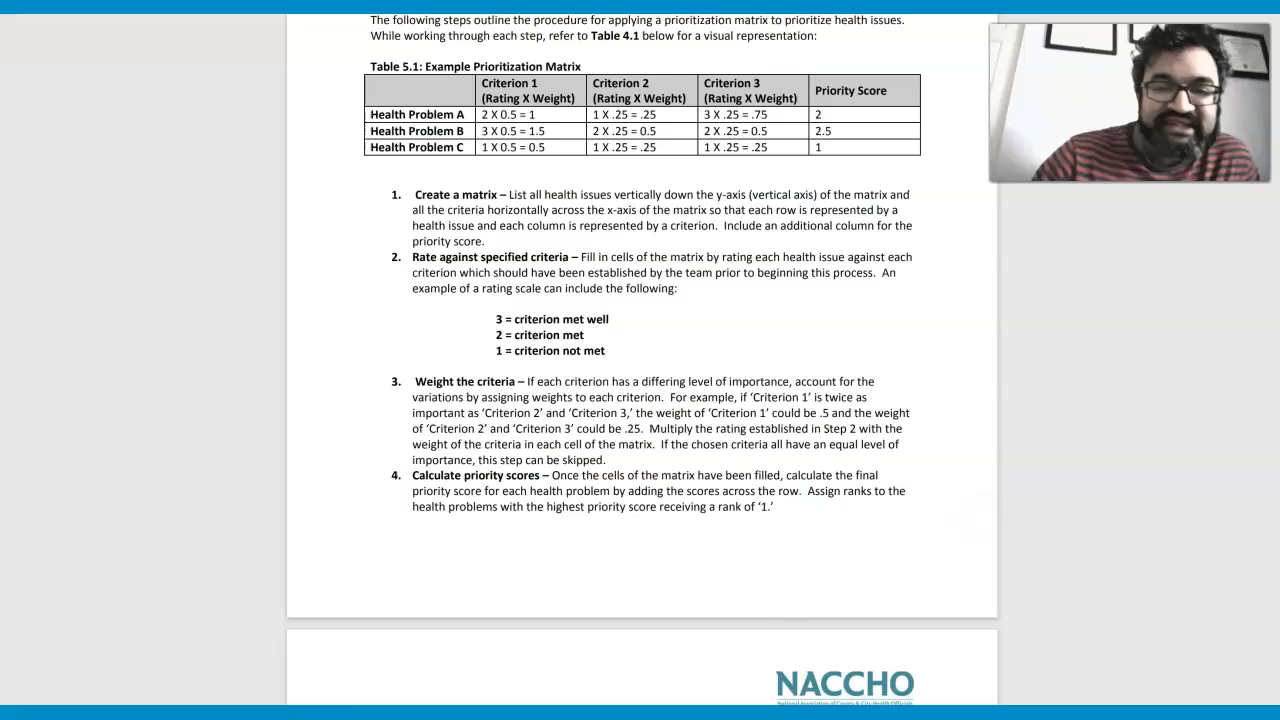 The following steps outline the procedure for applying a prioritization matrix to prioritize health issues.
While working through each step, refer to Table 4.1 below for a visual representation:
Table 5.1: Example Prioritization Matrix
Criterion 1 (Rating X Weight) Criterion 2 (Rating X Weight) Criterion 3 (Rating X Weight) Priority Score
Health Problem A 2 X 0.5 = 1 1 X .25 = .25 3 X .25 = .75 2
Health Problem B 3 X 0.5 = 1.5 2 X .25 = 0.5 2 X .25 = 0.5 2.5
Health Problem C 1 X 0.5 = 0.5 1 X .25 = .25 1 X .25 = .25 1
1. Create a matrix – List all health issues vertically down the y-axis (vertical axis) of the matrix and
all the criteria horizontally across the x-axis of the matrix so that each row is represented by a
health issue and each column is represented by a criterion. Include an additional column for the
priority score.
2. Rate against specified criteria – Fill in cells of the matrix by rating each health issue against each
criterion which should have been established by the team prior to beginning this process. An
example of a rating scale can include the following:
3 = criterion met well
2 = criterion met
1 = criterion not met
3. Weight the criteria – If each criterion has a differing level of importance, account for the
variations by assigning weights to each criterion. For example, if ‘Criterion 1’ is twice as
important as ‘Criterion 2’ and ‘Criterion 3,’ the weight of ‘Criterion 1’ could be .5 and the weight
of ‘Criterion 2’ and ‘Criterion 3’ could be .25. Multiply the rating established in Step 2 with the
weight of the criteria in each cell of the matrix. If the chosen criteria all have an equal level of
importance, this step can be skipped.
4. Calculate priority scores – Once the cells of the matrix have been filled, calculate the final
priority score for each health problem by adding the scores across the row. Assign ranks to the
health problems with the highest priority score receiving a rank of ‘1.’
NACCHO
National Association of County & City Health Officials